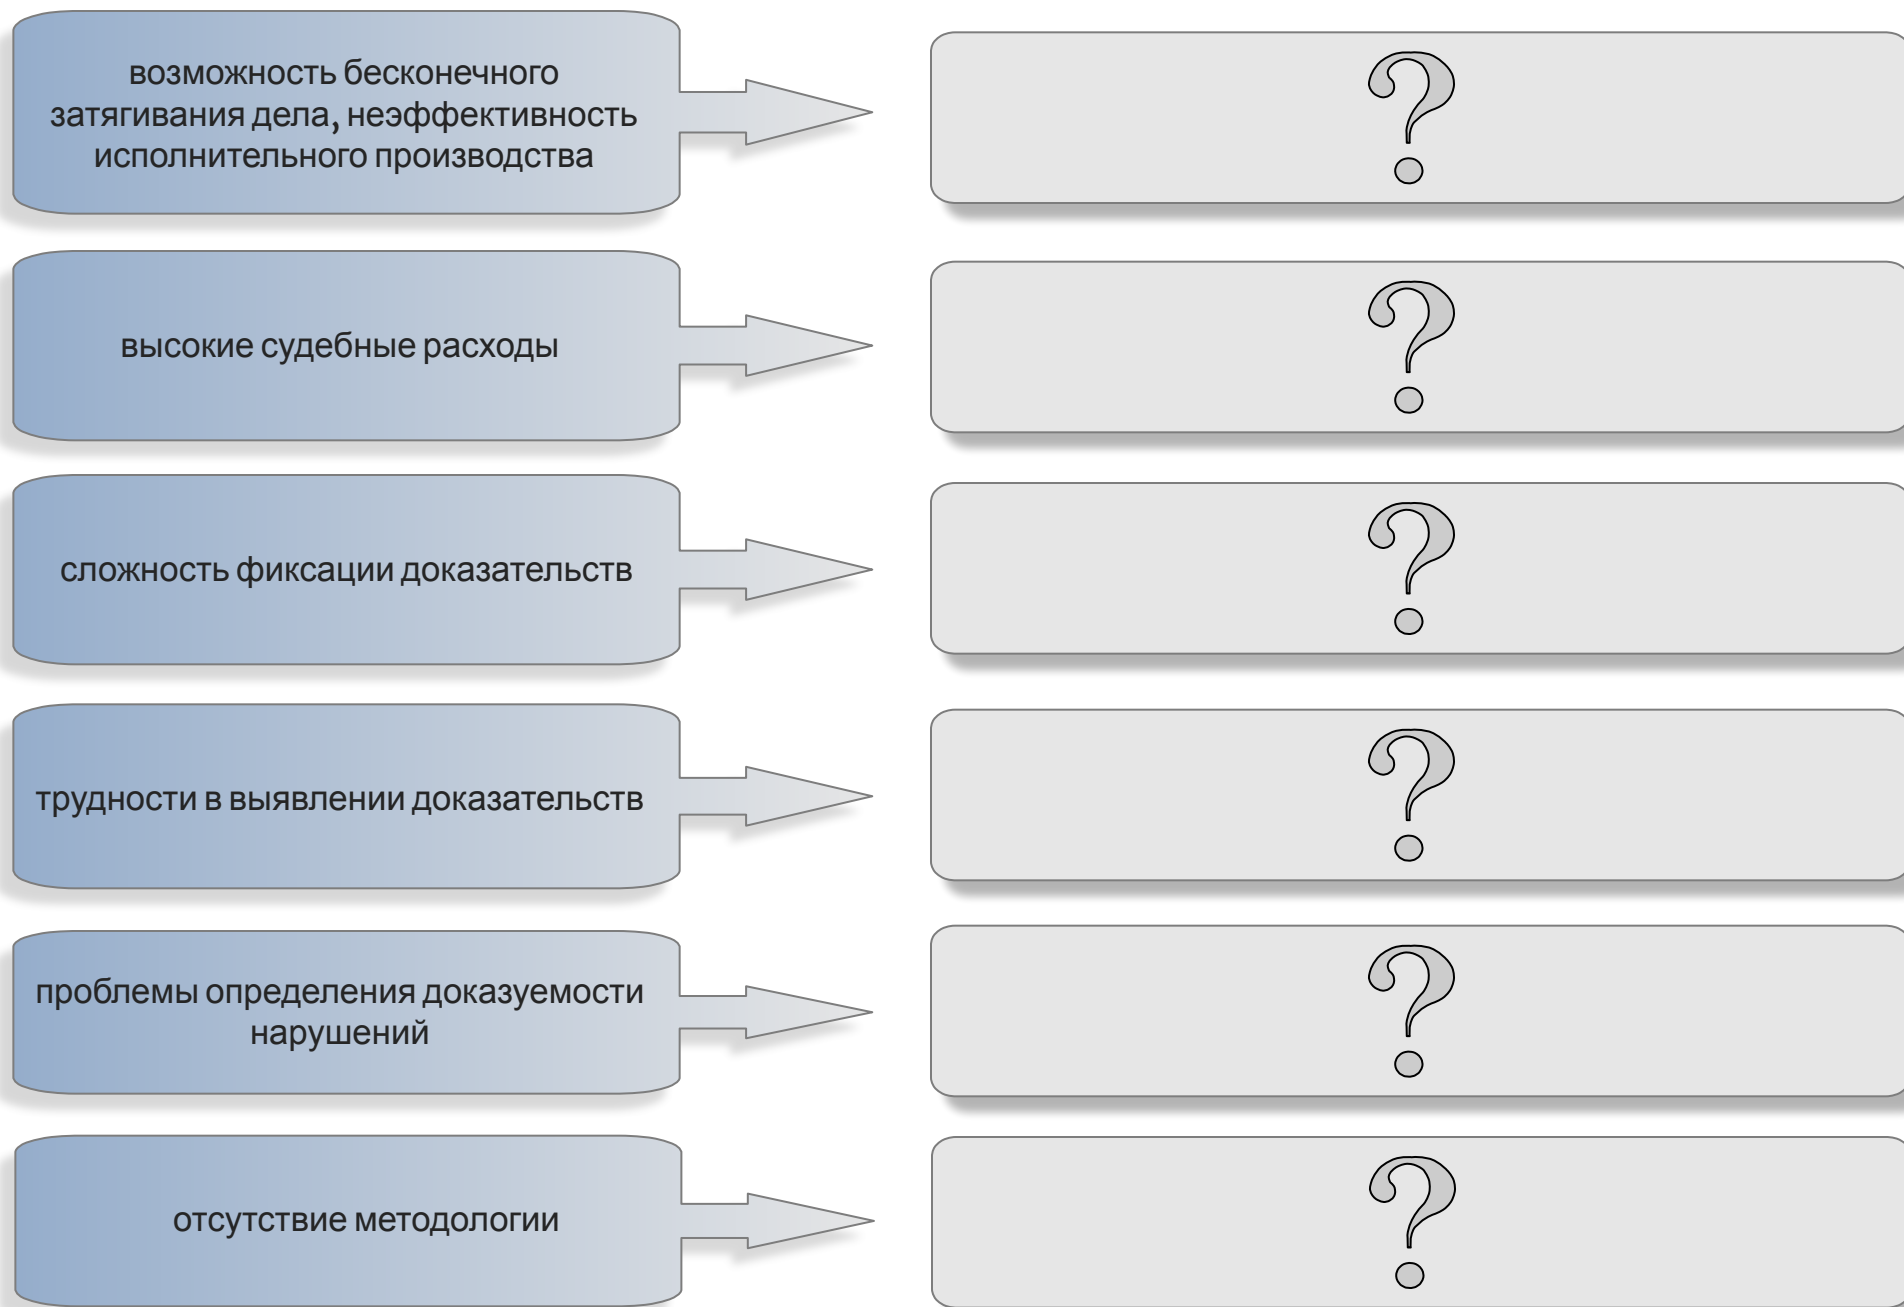 возможность бесконечного
затягивания дела, неэффективность
исполнительного производства
?
высокие судебные расходы
?
сложность фиксации доказательств
?
трудности в выявлении доказательств
?
проблемы определения доказуемости
нарушений
?
отсутствие методологии
?